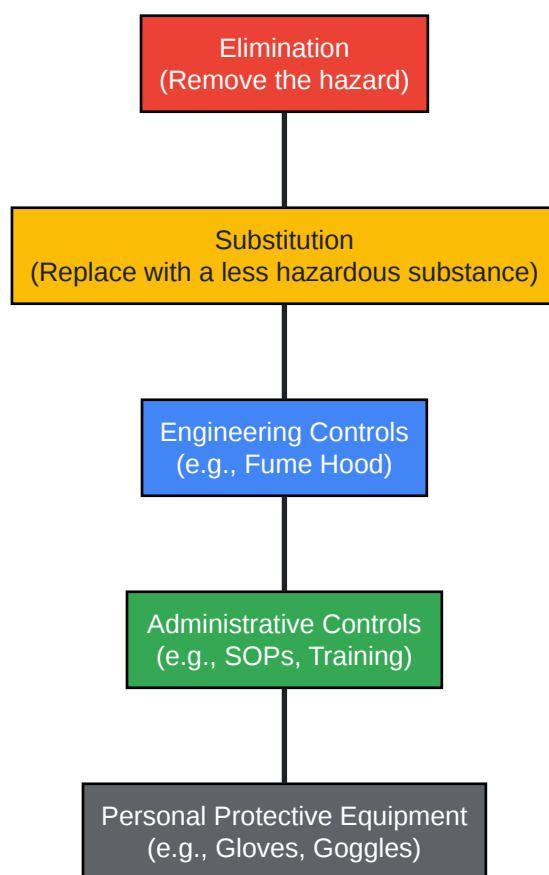 Elimination
(Remove the hazard)
Substitution
(Replace with a less hazardous substance)
Engineering Controls
(e.g., Fume Hood)
Administrative Controls
(e.g., SOPs, Training)
Personal Protective Equipment
(e.g., Gloves, Goggles)